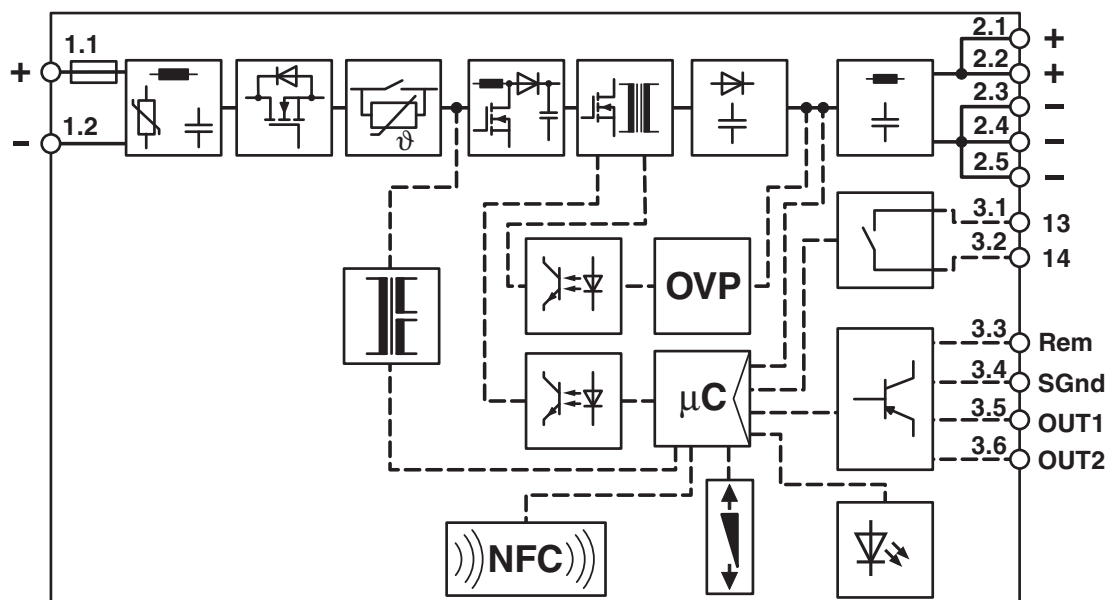 1.1
+
1.2
−
ϑ
2.1
+
2.2
+
2.3
−
2.4
−
2.5
−
3.1
13
3.2
14
OVP
µC
3.3
Rem
3.4
SGnd
3.5
OUT1
3.6
OUT2
NFC